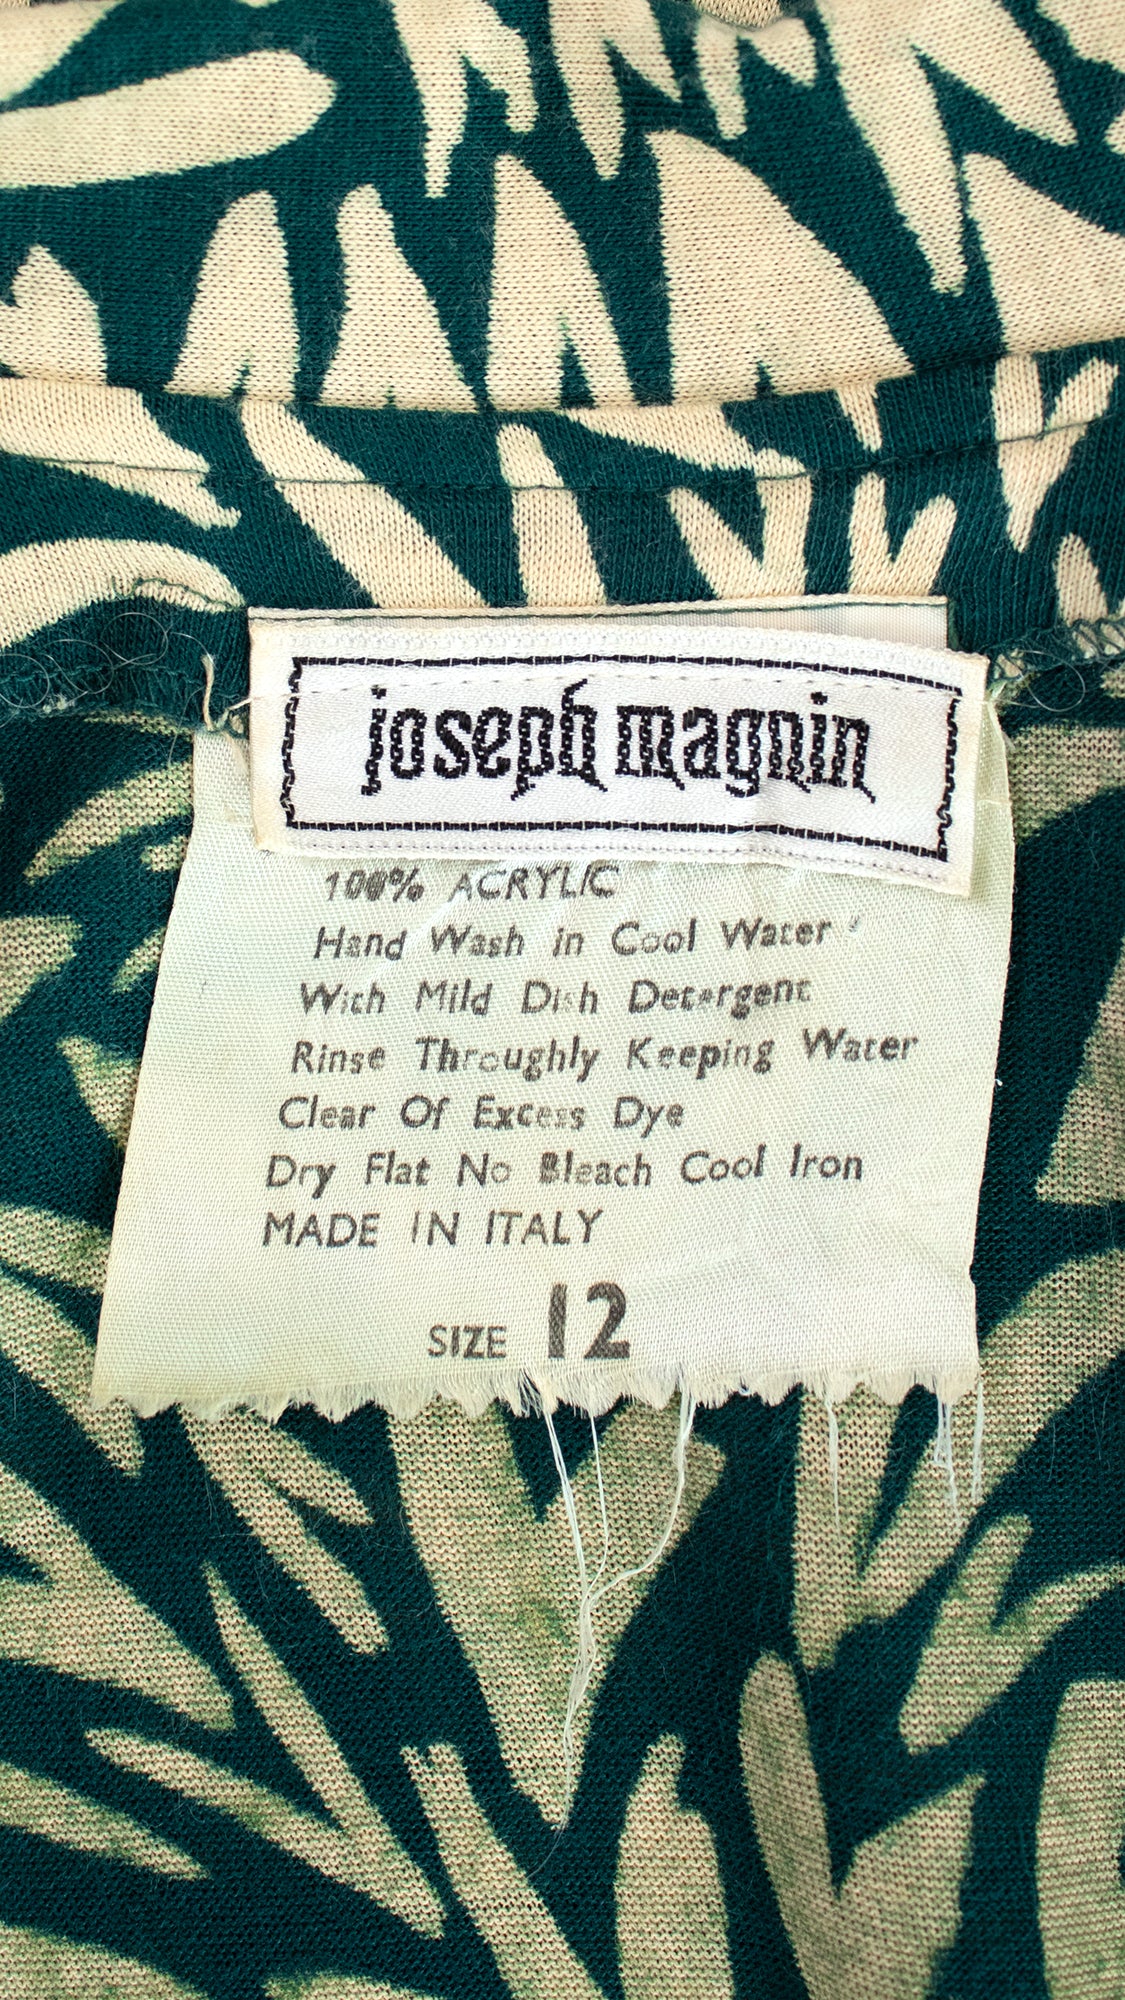 joseph magnin
100% ACRYLIC
Hand Wash in Cool Water
With Mild Dish Detergent
Rinse Throughly Keeping Water
Clear Of Excess Dye
Dry Flat No Bleach Cool Iron
MADE IN ITALY
SIZE 12